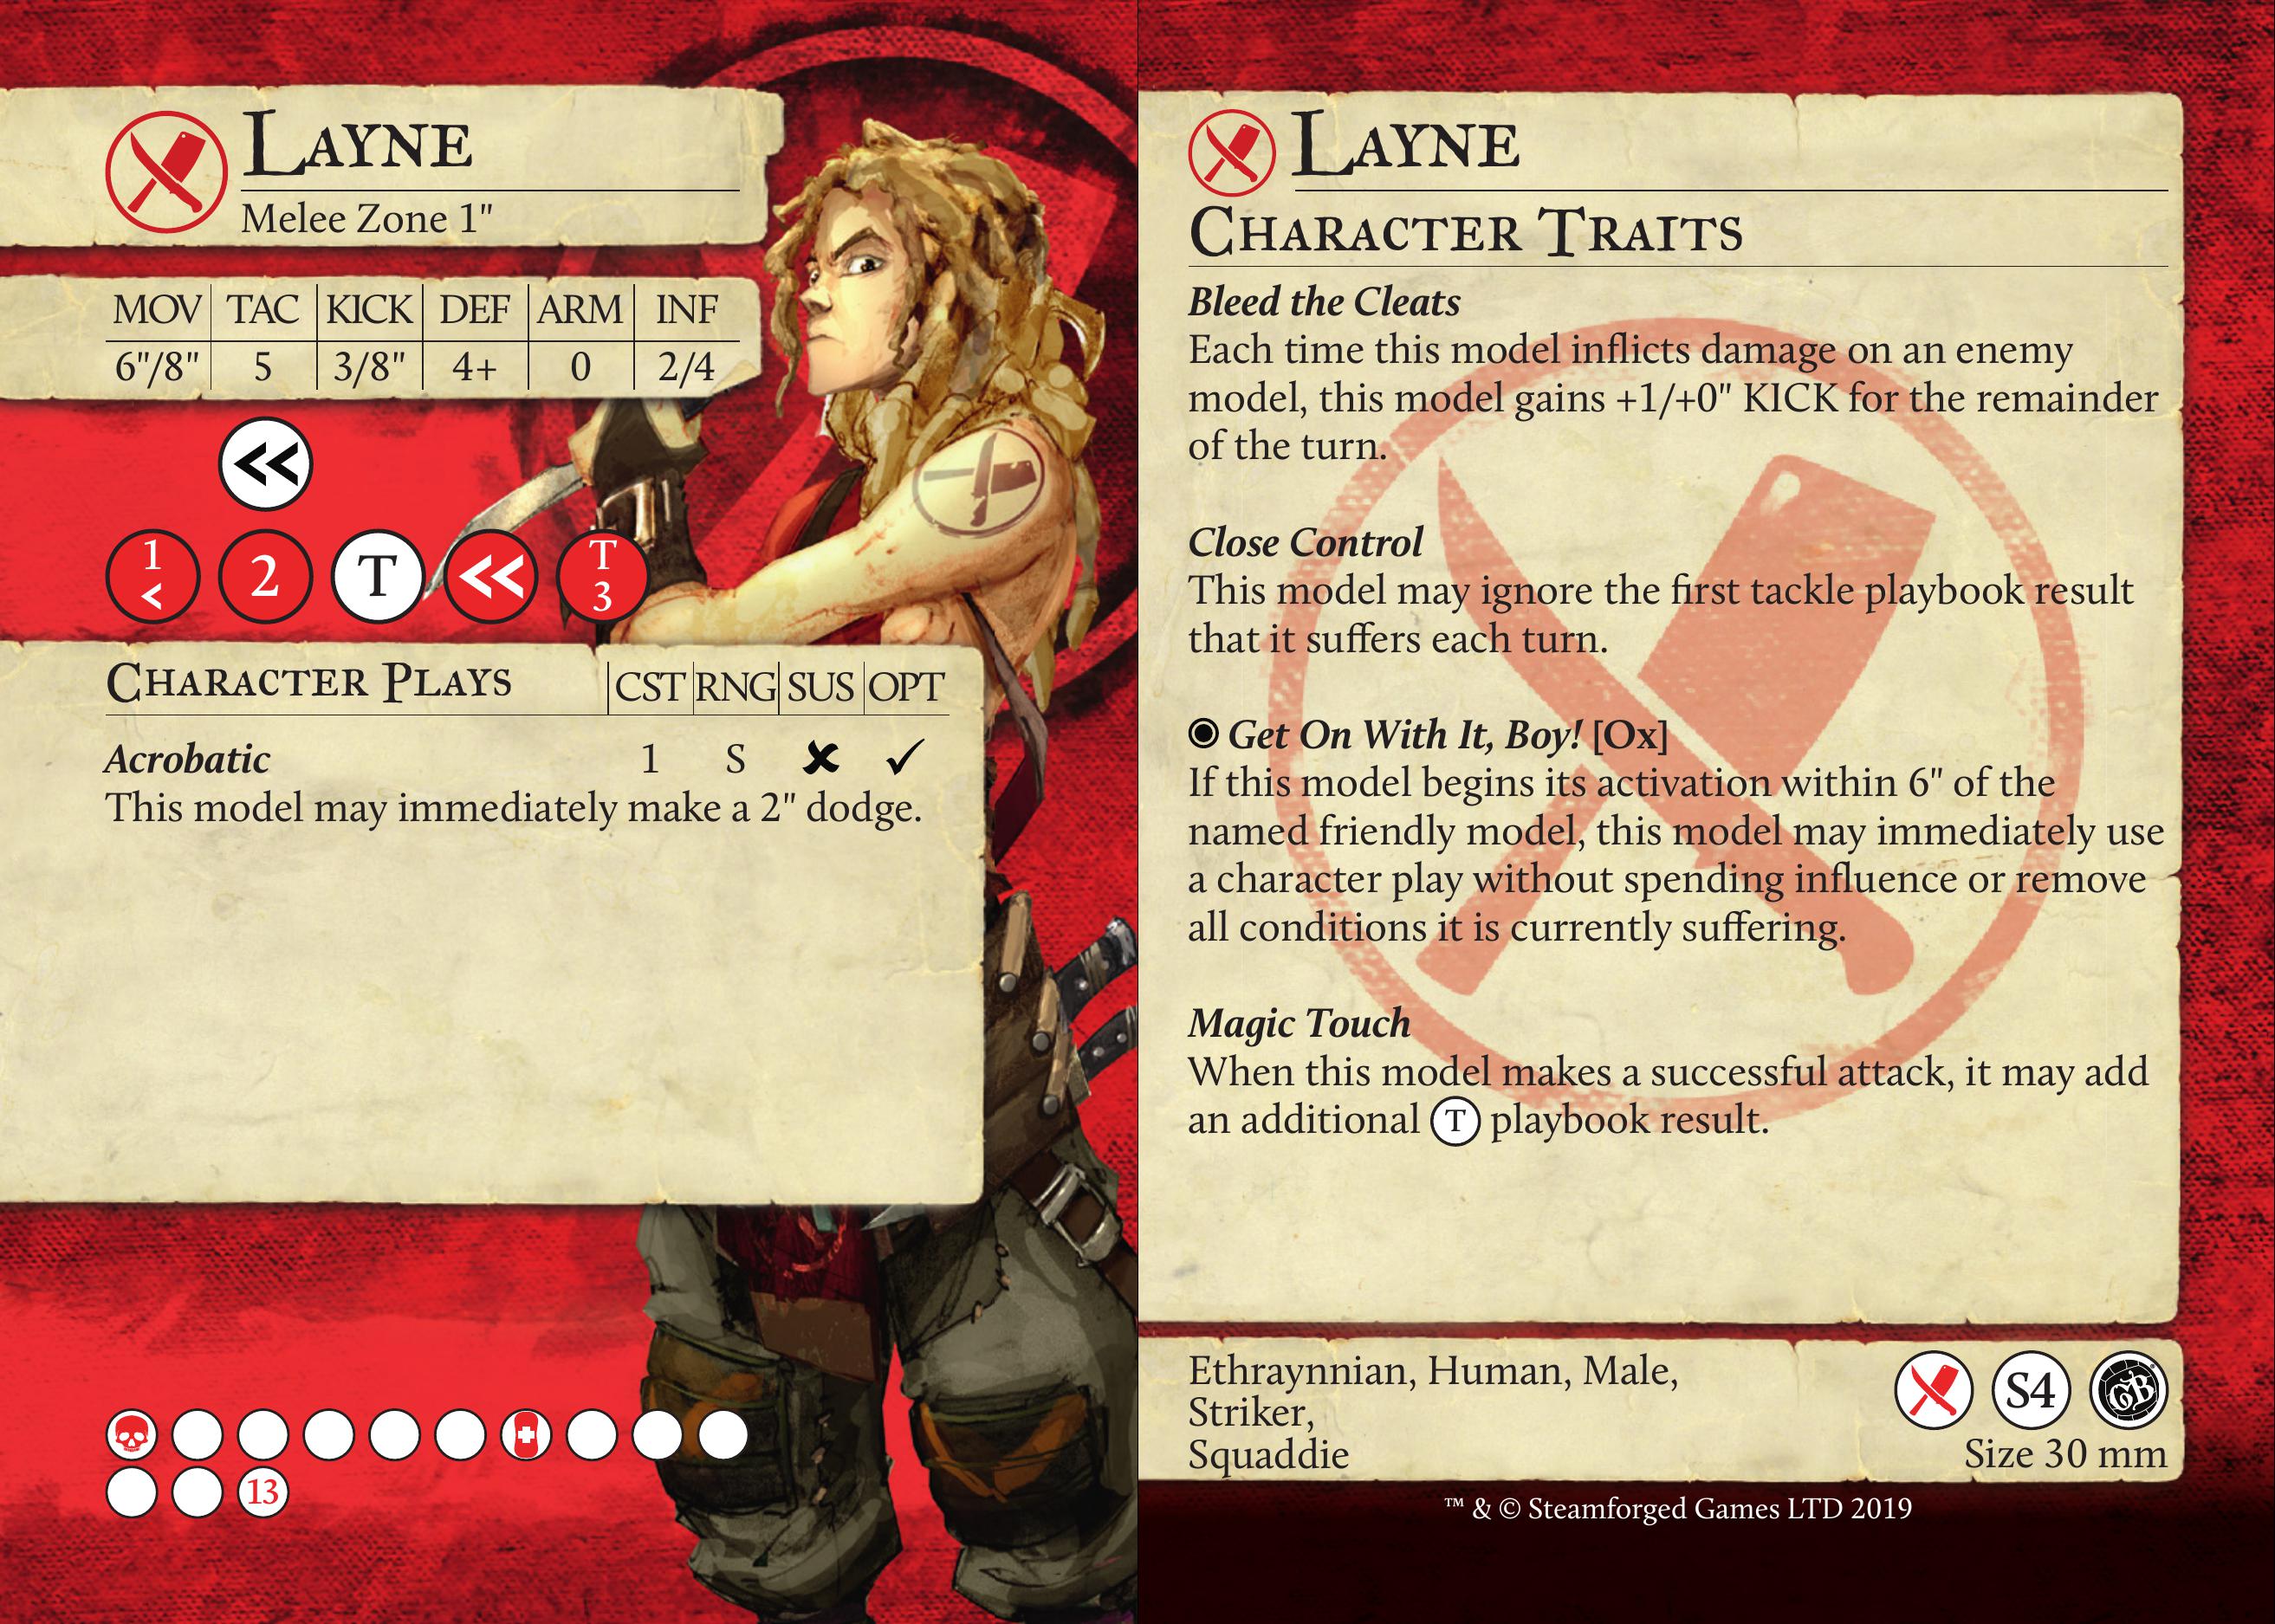 LAYNE
Melee Zone 1"
MOV TAC KICK DEF ARM INF
6"/8" 5 3/8" 4+ 0 2/4
<<
1 < 2 T << T 3
CHARACTER PLAYS CST RNG SUS OPT
Acrobatic 1 S ✘ ✓
This model may immediately make a 2" dodge.
13
LAYNE
CHARACTER TRAITS
Bleed the Cleats
Each time this model inflicts damage on an enemy
model, this model gains +1/+0" KICK for the remainder
of the turn.
Close Control
This model may ignore the first tackle playbook result
that it suffers each turn.
Get On With It, Boy! [Ox]
If this model begins its activation within 6" of the
named friendly model, this model may immediately use
a character play without spending influence or remove
all conditions it is currently suffering.
Magic Touch
When this model makes a successful attack, it may add
an additional T playbook result.
Ethraynnian, Human, Male,
Striker,
Squaddie
S4 GB
Size 30 mm
™ & © Steamforged Games LTD 2019